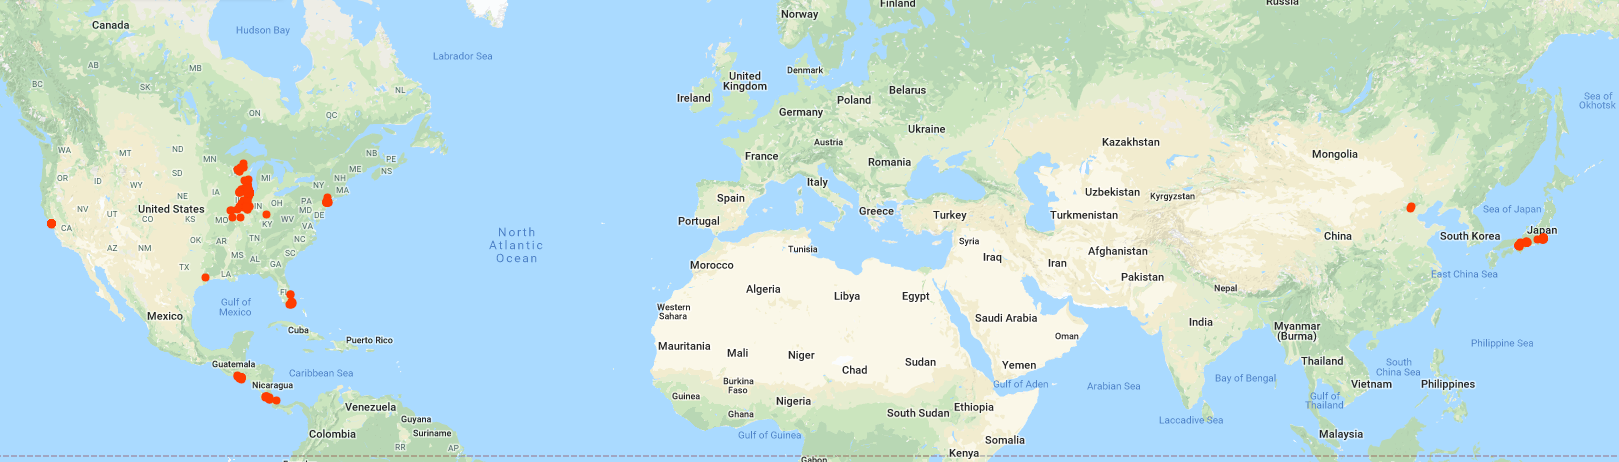 Canada
Hudson Bay
Labrador Sea
BC
AB
SK
MB
ON
QC
NL
WA
MT
ND
MN
NB
PE
ME
NS
OR
ID
WY
SD
IA
MI
NY
NH
MA
NV
UT
CO
United States
KS
MO
IN
OH
PA
MD
DE
WV
KY
VA
CA
AZ
NM
OK
AR
TN
NC
SC
MS
AL
GA
TX
LA
FL
Gulf of
Mexico
Mexico
Cuba
Puerto Rico
Guatemala
Caribbean Sea
Nicaragua
Venezuela
Guyana
Suriname
Colombia
RR
AP
North
Atlantic
Ocean
Norway
Finland
Russia
United
Kingdom
Ireland
Denmark
Belarus
Poland
Germany
Ukraine
Austria
France
Romania
Italy
Spain
Portugal
Greece
Turkey
Tunisia
Syria
Morocco
Iraq
Iran
Algeria
Libya
Egypt
Western
Sahara
Saudi Arabia
Oman
Mauritania
Mali
Niger
Chad
Sudan
Yemen
Gulf of Aden
Burkina
Faso
Guinea
Nigeria
Ghana
South Sudan
Ethiopia
Gulf of Guinea
Somalia
Kenya
Gabon
Kazakhstan
Mongolia
Sea of
Okhotsk
Uzbekistan
Kyrgyzstan
Turkmenistan
Afghanistan
Pakistan
China
Sea of Japan
Japan
South Korea
East China Sea
Nepal
India
Myanmar
(Burma)
Thailand
Vietnam
Philippines
Philippine Sea
South
China Sea
Bay of Bengal
Arabian Sea
Gulf of
Thailand
Laccadive Sea
Malaysia